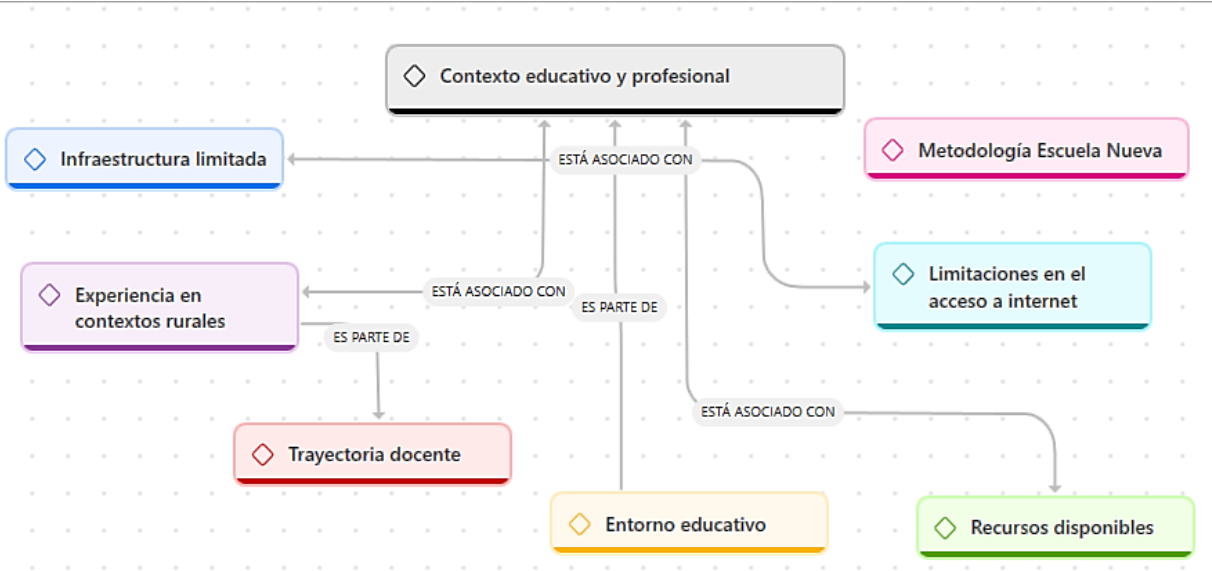 Contexto educativo y profesional
Metodología Escuela Nueva
Infraestructura limitada
ESTÁ ASOCIADO CON
Limitaciones en el
acceso a internet
Experiencia en
contextos rurales
ESTÁ ASOCIADO CON
ES PARTE DE
ES PARTE DE
ESTÁ ASOCIADO CON
Trayectoria docente
Entorno educativo
Recursos disponibles